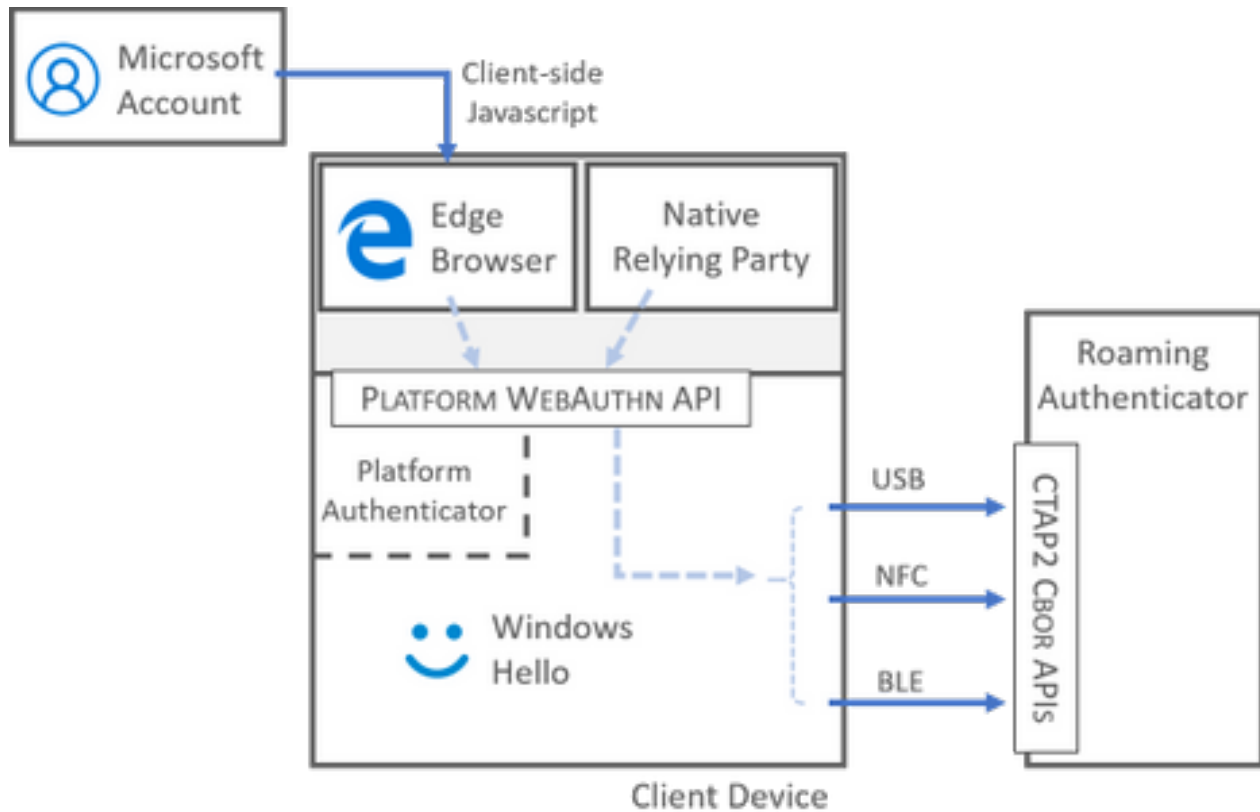 Microsoft
Account
Client-side
Javascript
Edge
Browser
Native
Relying Party
PLATFORM WEBAUTHN API
Platform
Authenticator
Windows
Hello
USB
NFC
BLE
Roaming
Authenticator
CTAP2 CBOR APIS
Client Device